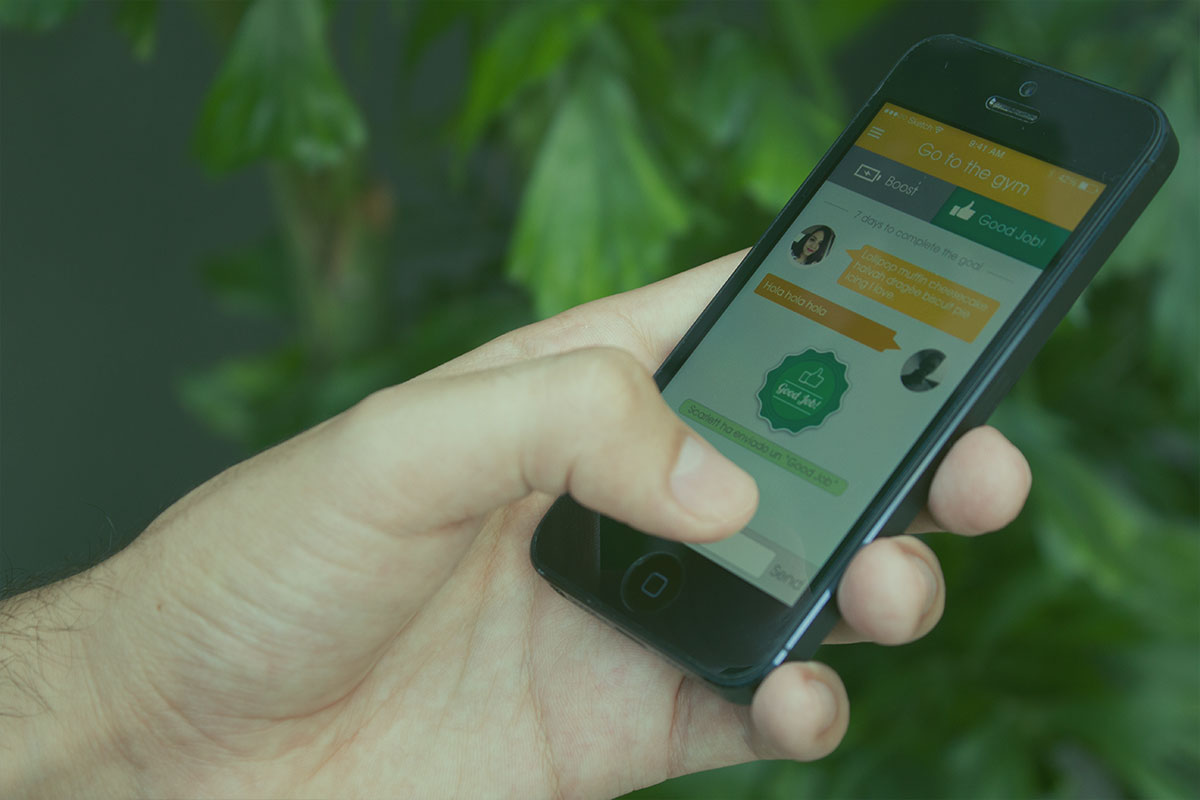 Sketch 9:41 AM 42%
Go to the gym
Boost
Good Job!
7 days to complete the goal
Lollipop muffin cheesecake
halvah dragée biscuit pie
icing I love
Hola hola hola
Good Job!
Scarlett ha enviado un "Good Job"
Send